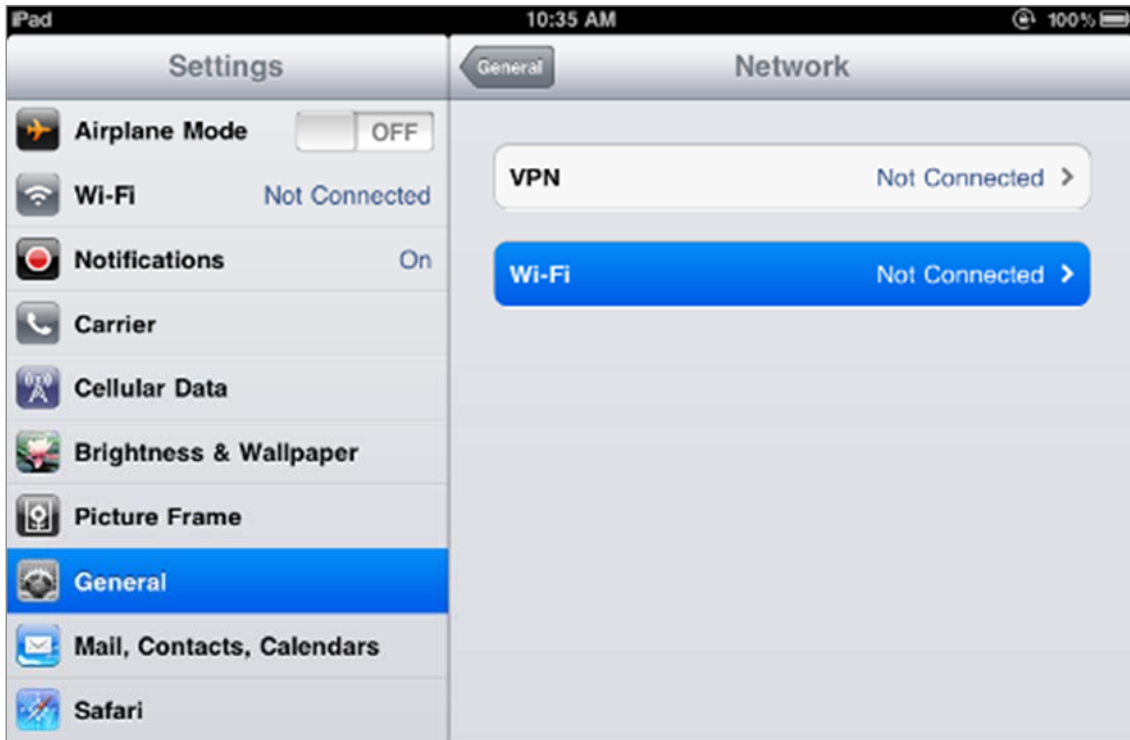 iPad 10:35 AM 100%
Settings
Airplane Mode OFF
Wi-Fi Not Connected
Notifications On
Carrier
Cellular Data
Brightness & Wallpaper
Picture Frame
General
Mail, Contacts, Calendars
Safari
General Network
VPN Not Connected
Wi-Fi Not Connected